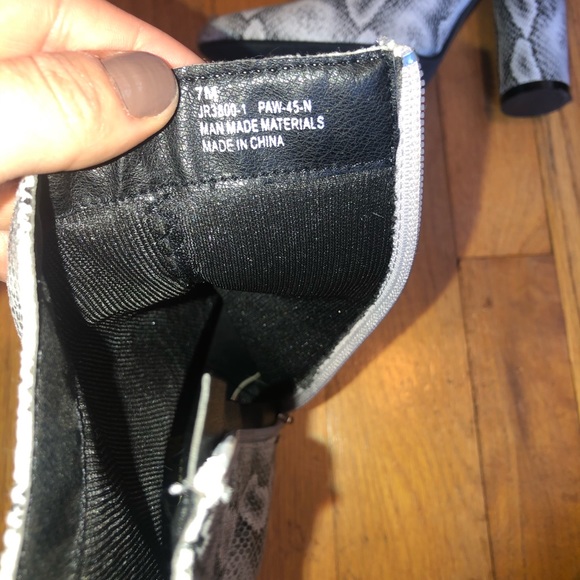 7M
JR3800-1 PAW-45-N
MAN MADE MATERIALS
MADE IN CHINA